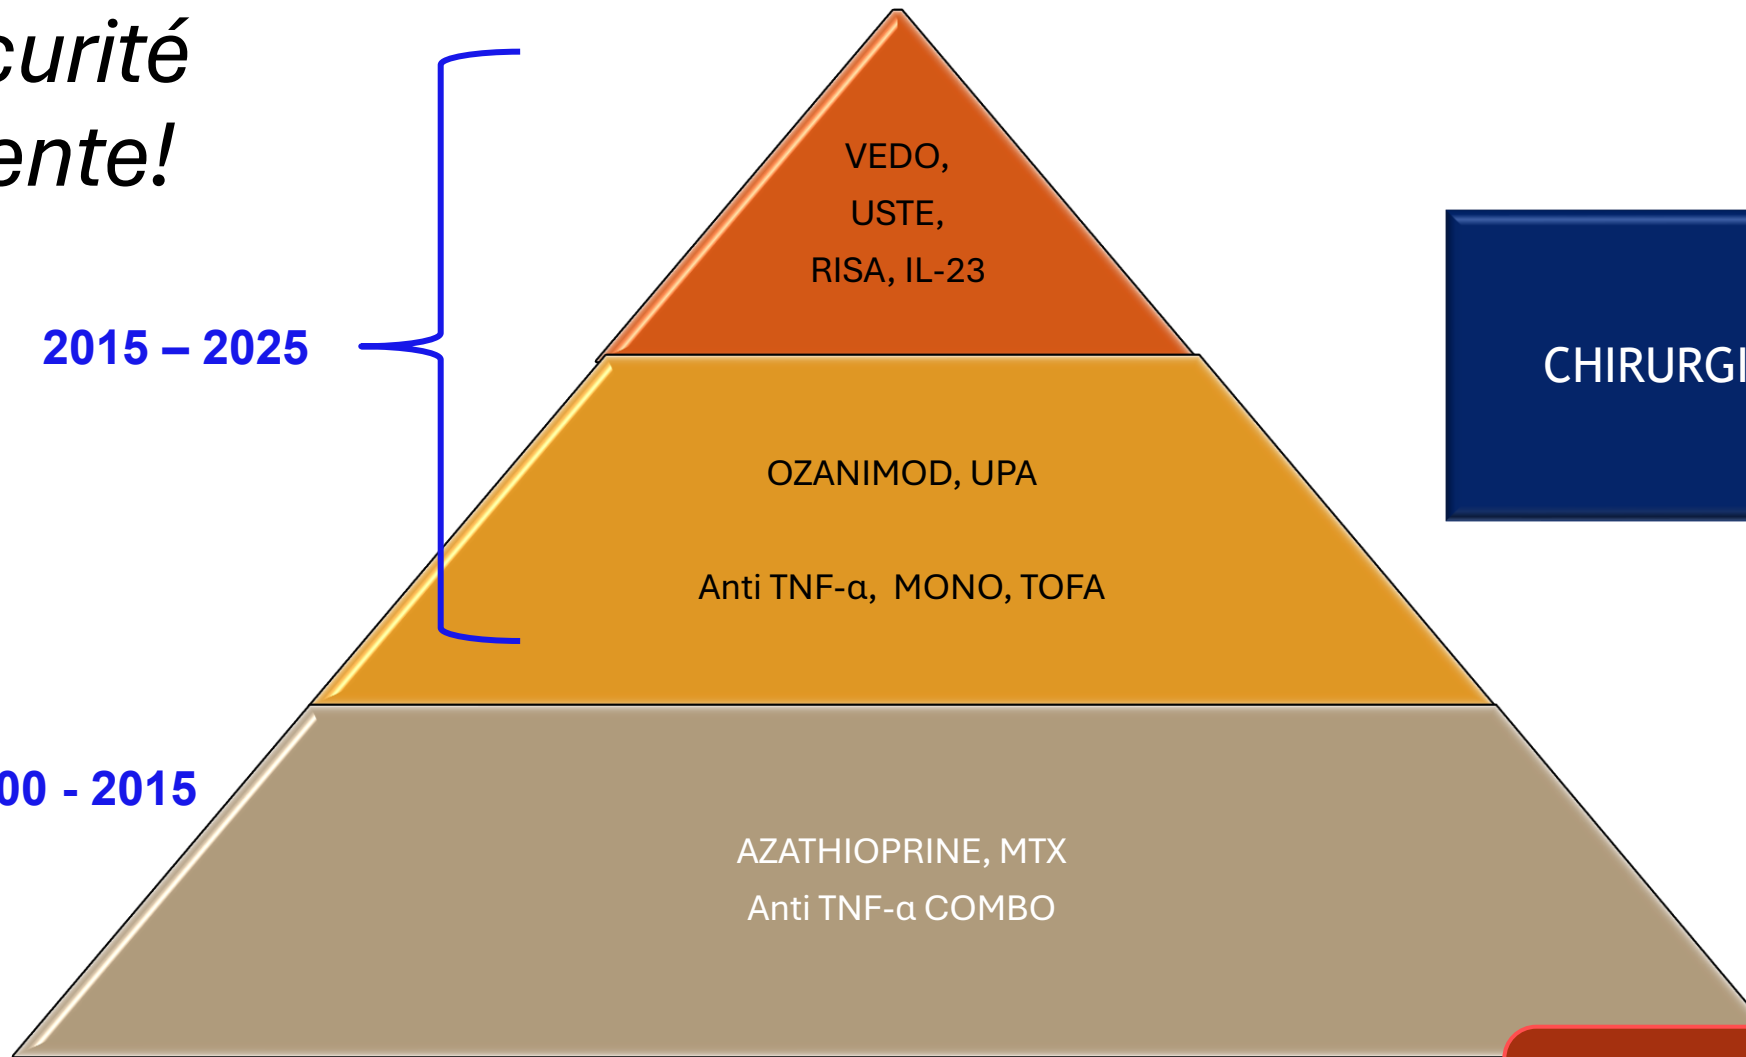 curité
ente!
VEDO,
USTE,
RISA, IL-23
2015 – 2025
CHIRURGI
OZANIMOD, UPA
Anti TNF-α, MONO, TOFA
00 - 2015
AZATHIOPRINE, MTX
Anti TNF-α COMBO